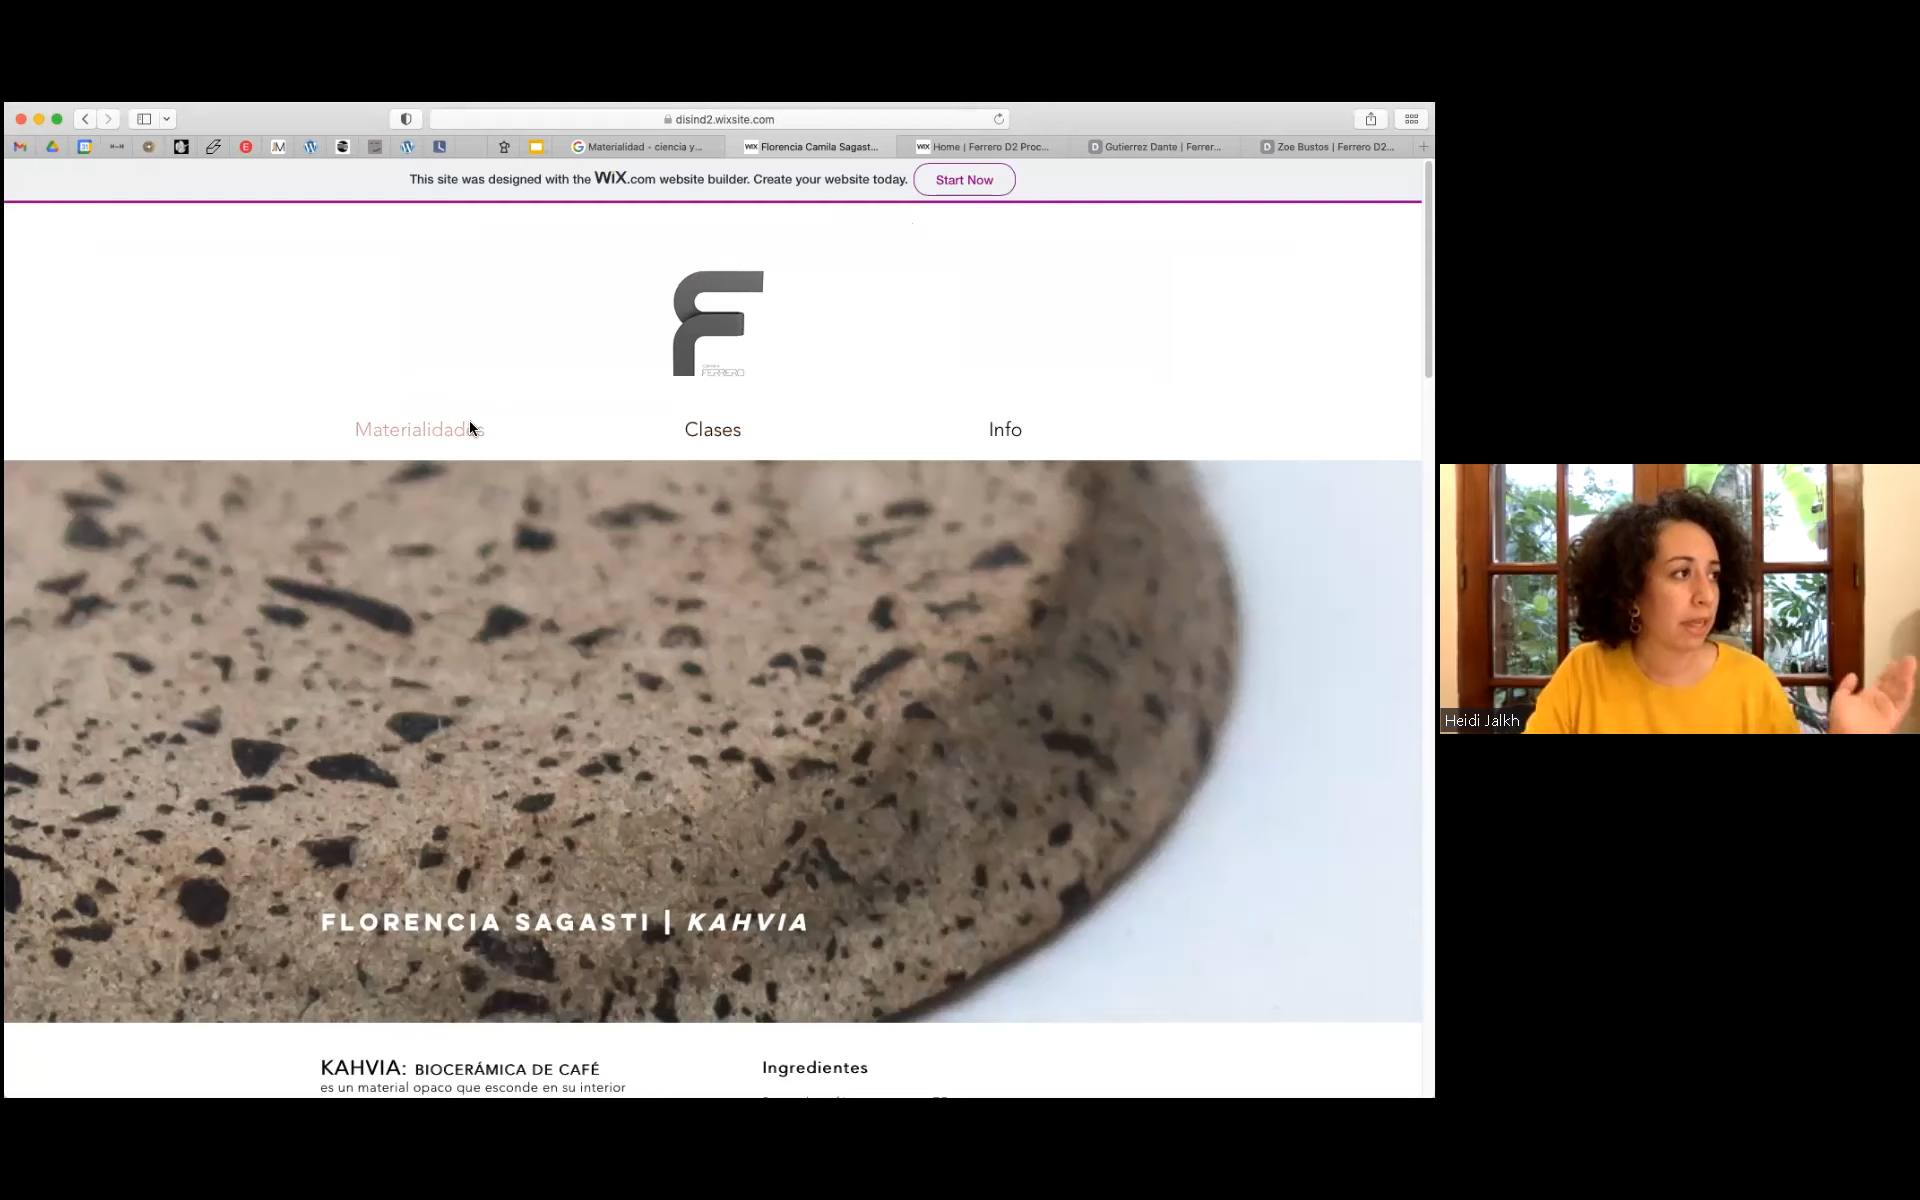 disind2.wixsite.com
Materialidad - ciencia y...
WiX Florencia Camila Sagast...
WiX Home | Ferrero D2 Proc...
D Gutierrez Dante | Ferrer...
D Zoe Bustos | Ferrero D2...
This site was designed with the WiX.com website builder. Create your website today. Start Now
FERRERO
Materialidades Clases Info
FLORENCIA SAGASTI | KAHVIA
Heidi Jalkh
KAHVIA: BIOCERÁMICA DE CAFÉ
es un material opaco que esconde en su interior
Ingredientes